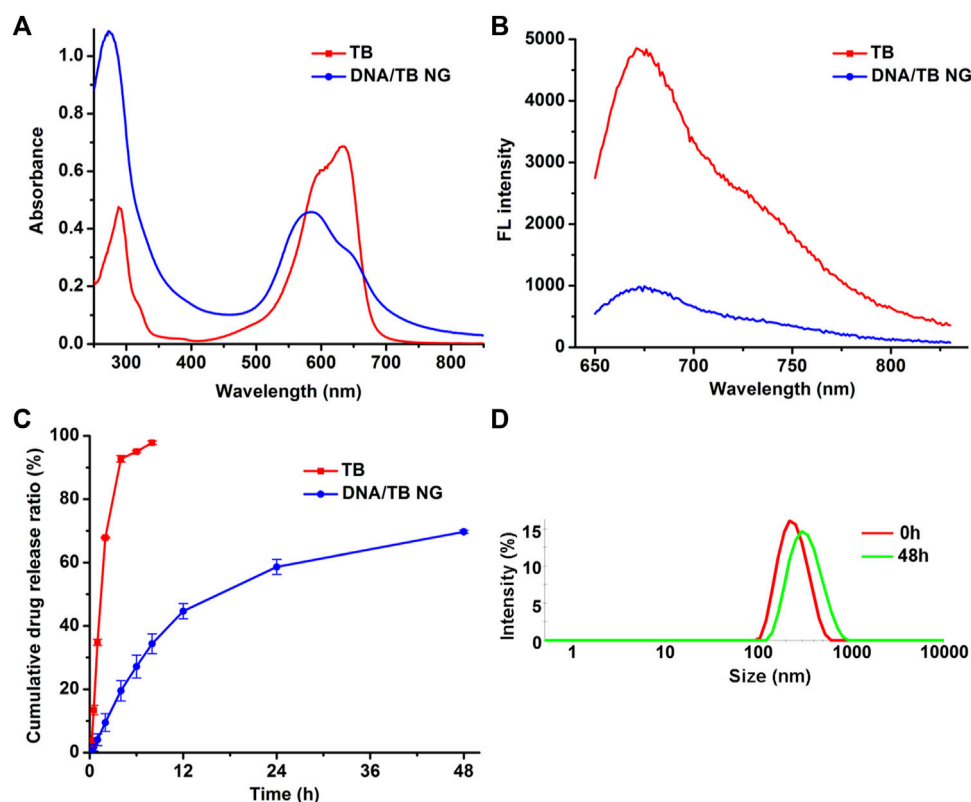 A
TB
DNA/TB NG
Absorbance
1.0
0.8
0.6
0.4
0.2
0.0
300 400 500 600 700 800
Wavelength (nm)
B
TB
DNA/TB NG
FL intensity
5000
4000
3000
2000
1000
0
650 700 750 800
Wavelength (nm)
C
TB
DNA/TB NG
Cumulative drug release ratio (%)
100
80
60
40
20
0
0 12 24 36 48
Time (h)
D
0h
48h
Intensity (%)
15
10
5
0
1 10 100 1000 10000
Size (nm)